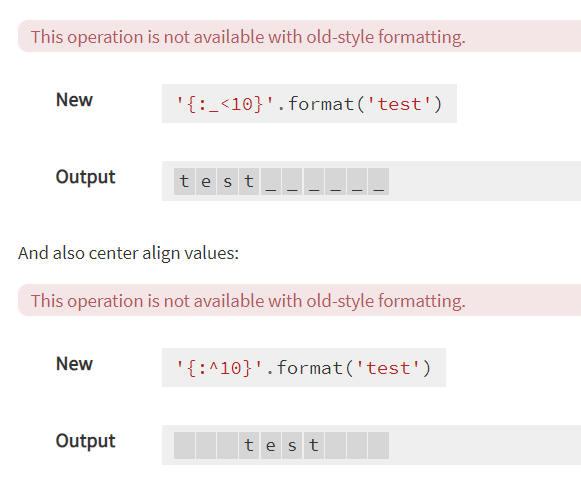 This operation is not available with old-style formatting.
New '{:_<10}'.format('test')
Output test______
And also center align values:
This operation is not available with old-style formatting.
New '{:^10}'.format('test')
Output    test